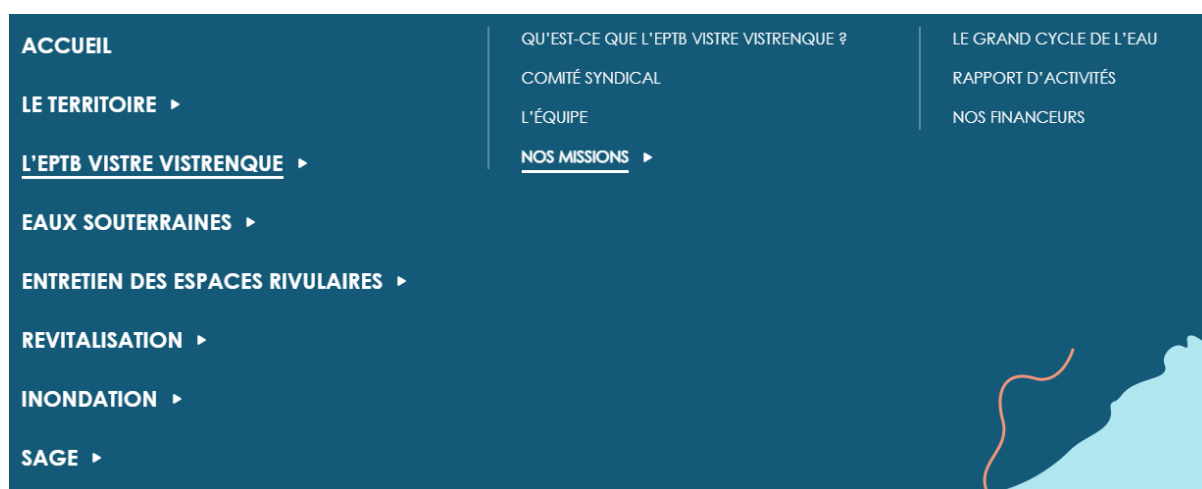 ACCUEIL
LE TERRITOIRE
L'EPTB VISTRE VISTRENQUE
EAUX SOUTERRAINES
ENTRETIEN DES ESPACES RIVULAIRES
REVITALISATION
INONDATION
SAGE
QU'EST-CE QUE L'EPTB VISTRE VISTRENQUE ?
COMITÉ SYNDICAL
L'ÉQUIPE
NOS MISSIONS
LE GRAND CYCLE DE L'EAU
RAPPORT D'ACTIVITÉS
NOS FINANCEURS